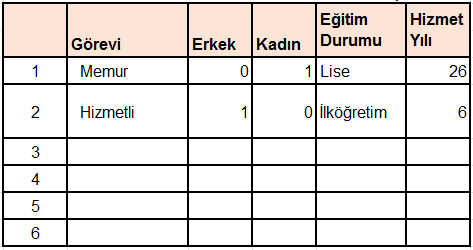 Görevi Erkek Kadın Eğitim Durumu Hizmet Yılı
1 Memur 0 1 Lise 26
2 Hizmetli 1 0 İlköğretim 6
3
4
5
6